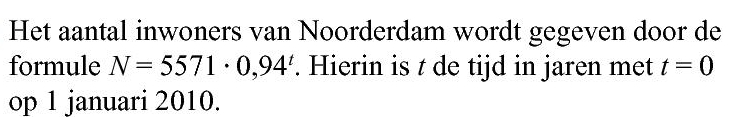 Het aantal inwoners van Noorderdam wordt gegeven door de
formule N = 5571 · 0,94ᵗ. Hierin is t de tijd in jaren met t = 0
op 1 januari 2010.